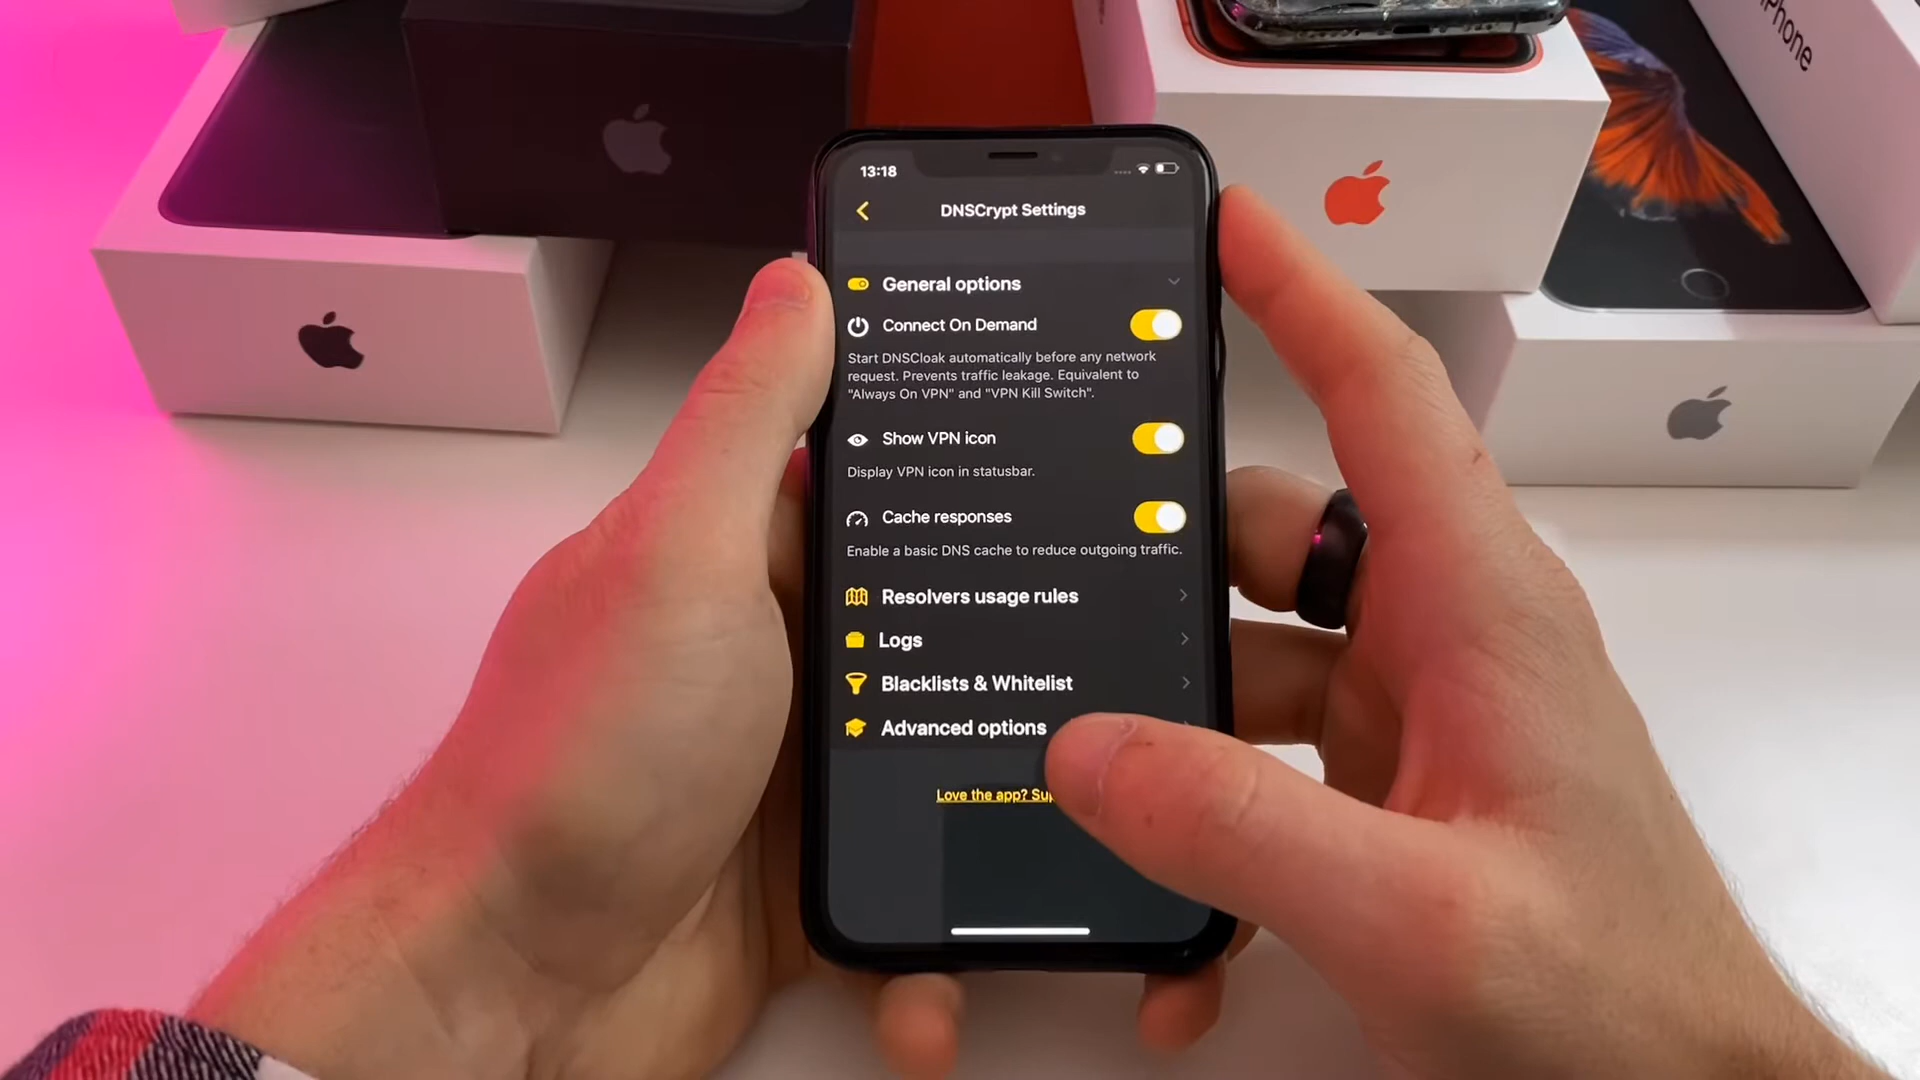 iPhone
13:18
DNSCrypt Settings
General options
Connect On Demand
Start DNSCloak automatically before any network
request. Prevents traffic leakage. Equivalent to
"Always On VPN" and "VPN Kill Switch".
Show VPN icon
Display VPN icon in statusbar.
Cache responses
Enable a basic DNS cache to reduce outgoing traffic.
Resolvers usage rules
Logs
Blacklists & Whitelist
Advanced options
Love the app? Sup